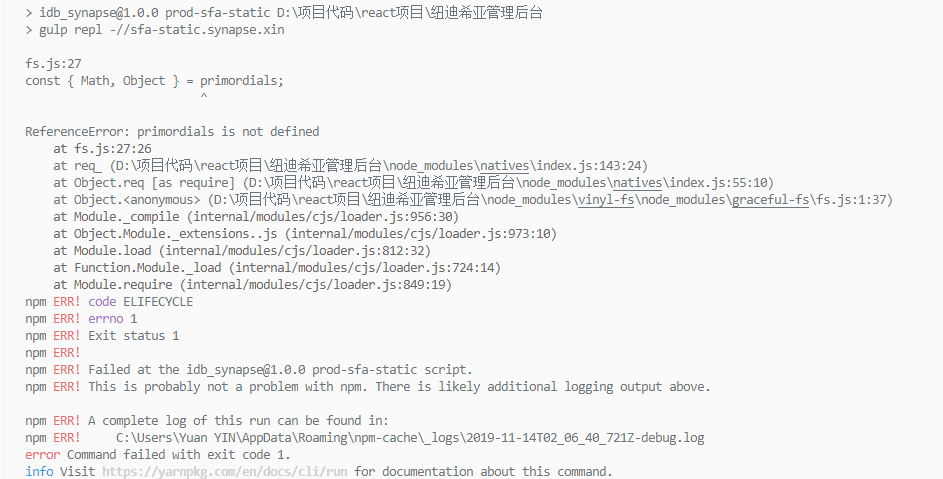 > idb_synapse@1.0.0 prod-sfa-static D:\项目代码\react项目\纽迪希亚管理后台
> gulp repl -//sfa-static.synapse.xin
fs.js:27
const { Math, Object } = primordials;
^
ReferenceError: primordials is not defined
at fs.js:27:26
at req_ (D:\项目代码\react项目\纽迪希亚管理后台\node_modules\natives\index.js:143:24)
at Object.req [as require] (D:\项目代码\react项目\纽迪希亚管理后台\node_modules\natives\index.js:55:10)
at Object.<anonymous> (D:\项目代码\react项目\纽迪希亚管理后台\node_modules\vinyl-fs\node_modules\graceful-fs\fs.js:1:37)
at Module._compile (internal/modules/cjs/loader.js:956:30)
at Object.Module._extensions..js (internal/modules/cjs/loader.js:973:10)
at Module.load (internal/modules/cjs/loader.js:812:32)
at Function.Module._load (internal/modules/cjs/loader.js:724:14)
at Module.require (internal/modules/cjs/loader.js:849:19)
npm ERR! code ELIFECYCLE
npm ERR! errno 1
npm ERR! Exit status 1
npm ERR!
npm ERR! Failed at the idb_synapse@1.0.0 prod-sfa-static script.
npm ERR! This is probably not a problem with npm. There is likely additional logging output above.
npm ERR! A complete log of this run can be found in:
npm ERR! C:\Users\Yuan YIN\AppData\Roaming\npm-cache\_logs\2019-11-14T02_06_40_721Z-debug.log
error Command failed with exit code 1.
info Visit https://yarnpkg.com/en/docs/cli/run for documentation about this command.